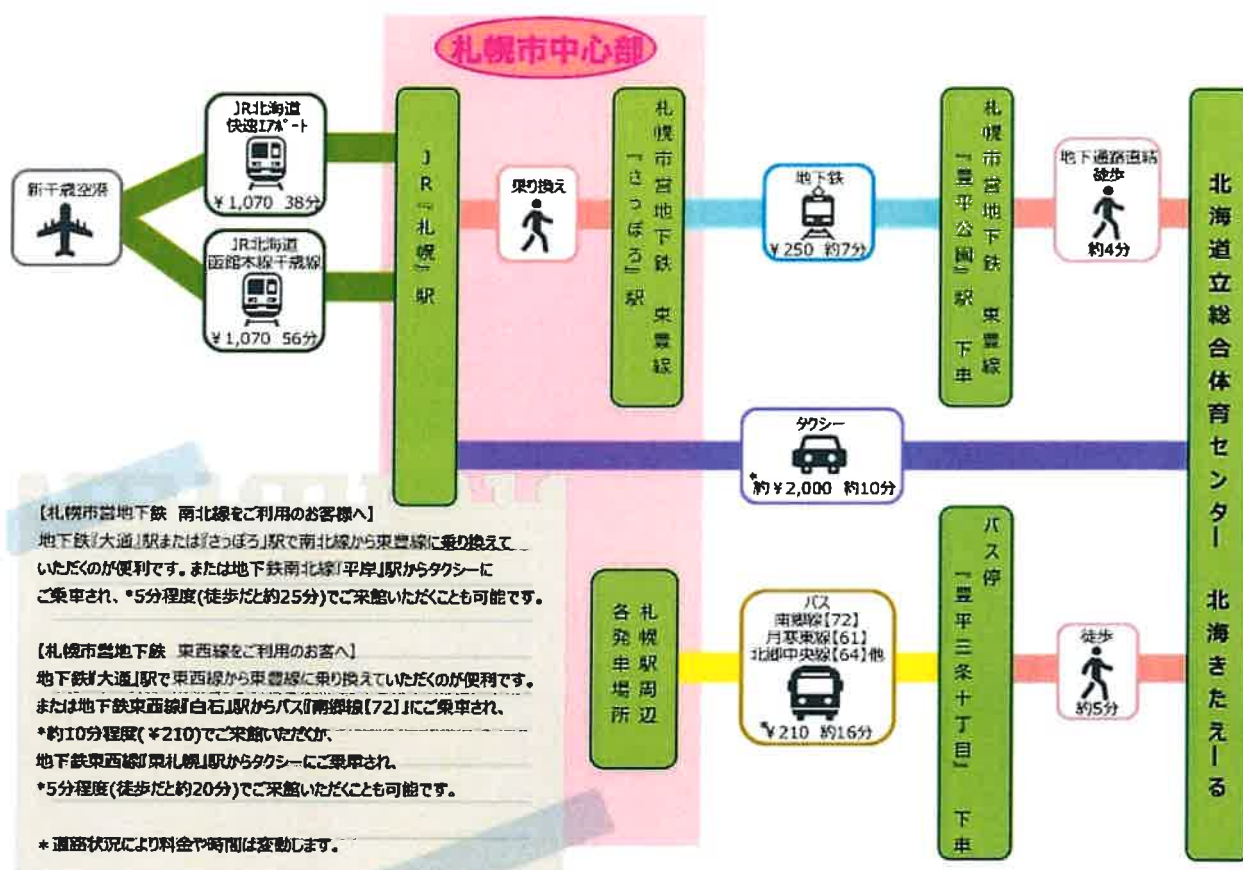 札幌市中心部
新千歳空港
JR北海道
快速エアポート
¥1,070 38分
JR北海道
函館本線千歳線
¥1,070 56分
JR『札幌』駅
乗り換え
札幌市営地下鉄 東豊線
『さっぽろ』駅
地下鉄
¥250 約7分
札幌市営地下鉄 東豊線
『豊平公園』駅 下車
地下通路直結
徒歩
約4分
北海道立総合体育センター 北海きたえーる
タクシー
*約¥2,000 約10分
札幌駅周辺
各発車場所
バス
南郷線【72】
月寒東線【61】
北郷中央線【64】他
*¥210 約16分
バス停
『豊平三条十丁目』 下車
徒歩
約5分
【札幌市営地下鉄 南北線をご利用のお客様へ】
地下鉄『大通』駅または『さっぽろ』駅で南北線から東豊線に乗り換えて
いただくのが便利です。または地下鉄南北線『平岸』駅からタクシーに
ご乗車され、*5分程度(徒歩だと約25分)でご来館いただくことも可能です。
【札幌市営地下鉄 東西線をご利用のお客へ】
地下鉄『大通』駅で東西線から東豊線に乗り換えていただくのが便利です。
または地下鉄東西線『白石』駅からバス『南郷線【72】』にご乗車され、
*約10分程度(¥210)でご来館いただくか、
地下鉄東西線『東札幌』駅からタクシーにご乗車され、
*5分程度(徒歩だと約20分)でご来館いただくことも可能です。
*道路状況により料金や時間は変動します。